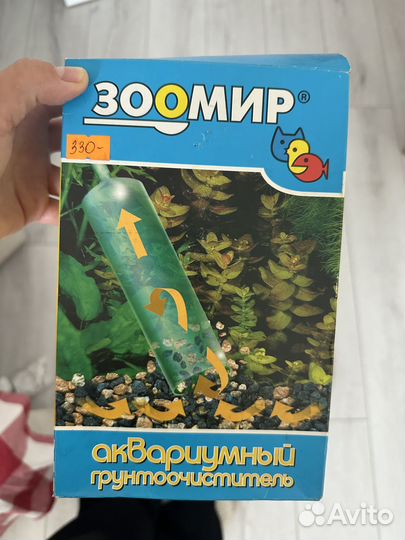 ЗООМИР®
330-
аквариумный
грунтоочиститель
Avito